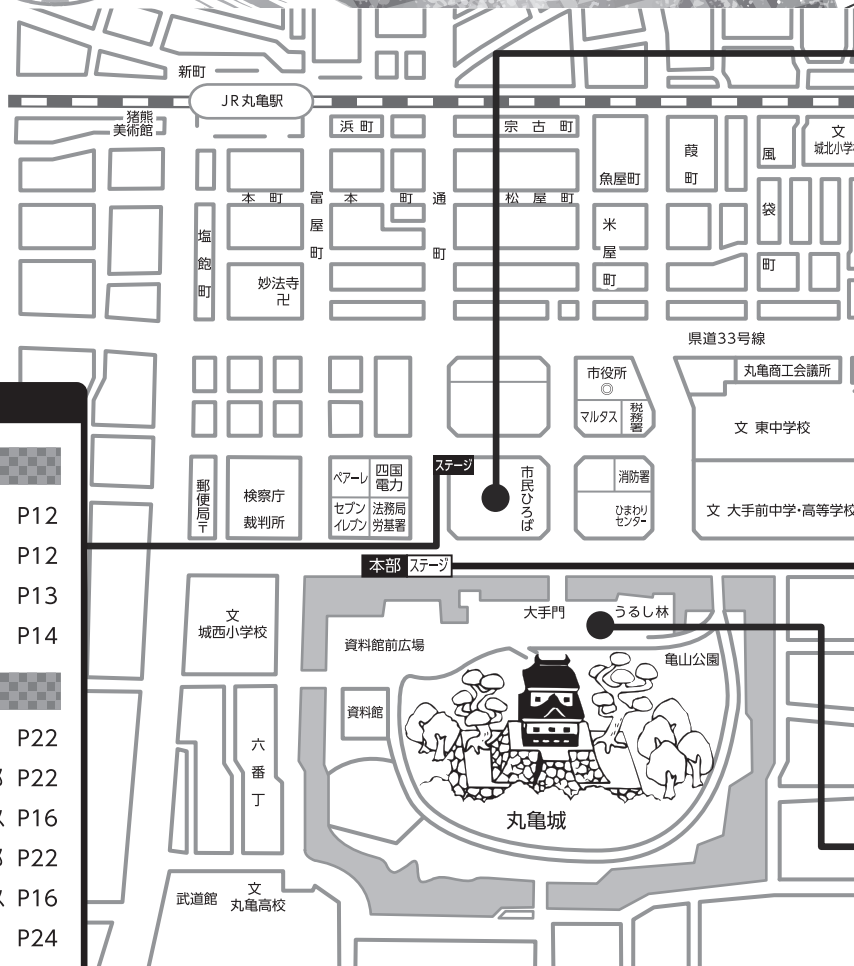 新町
JR丸亀駅
猪熊
美術館
浜町
宗古町
葭町
風袋町
文
城北小学
魚屋町
本町
富屋町
本町
通町
松屋町
米屋町
塩飽町
妙法寺
卍
県道33号線
市役所
◎
マルタス
税務署
丸亀商工会議所
文 東中学校
ステージ
市民ひろば
消防署
ひまわり
センター
文 大手前中学・高等学校
郵便局〒
検察庁
裁判所
ペアーレ
四国
電力
セブン
イレブン
法務局
労基署
P12
P12
P13
P14
本部 ステージ
文
城西小学校
大手門
うるし林
資料館前広場
亀山公園
資料館
六番丁
丸亀城
P22
P22
P16
P22
P16
P24
武道館
文
丸亀高校